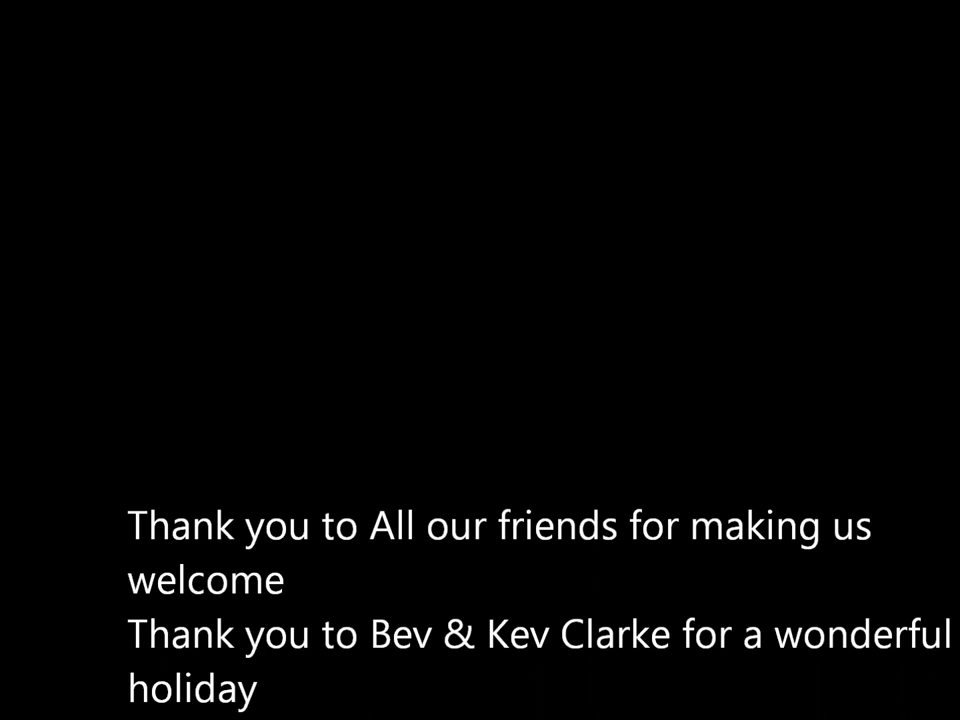 Thank you to All our friends for making us
welcome
Thank you to Bev & Kev Clarke for a wonderful
holiday